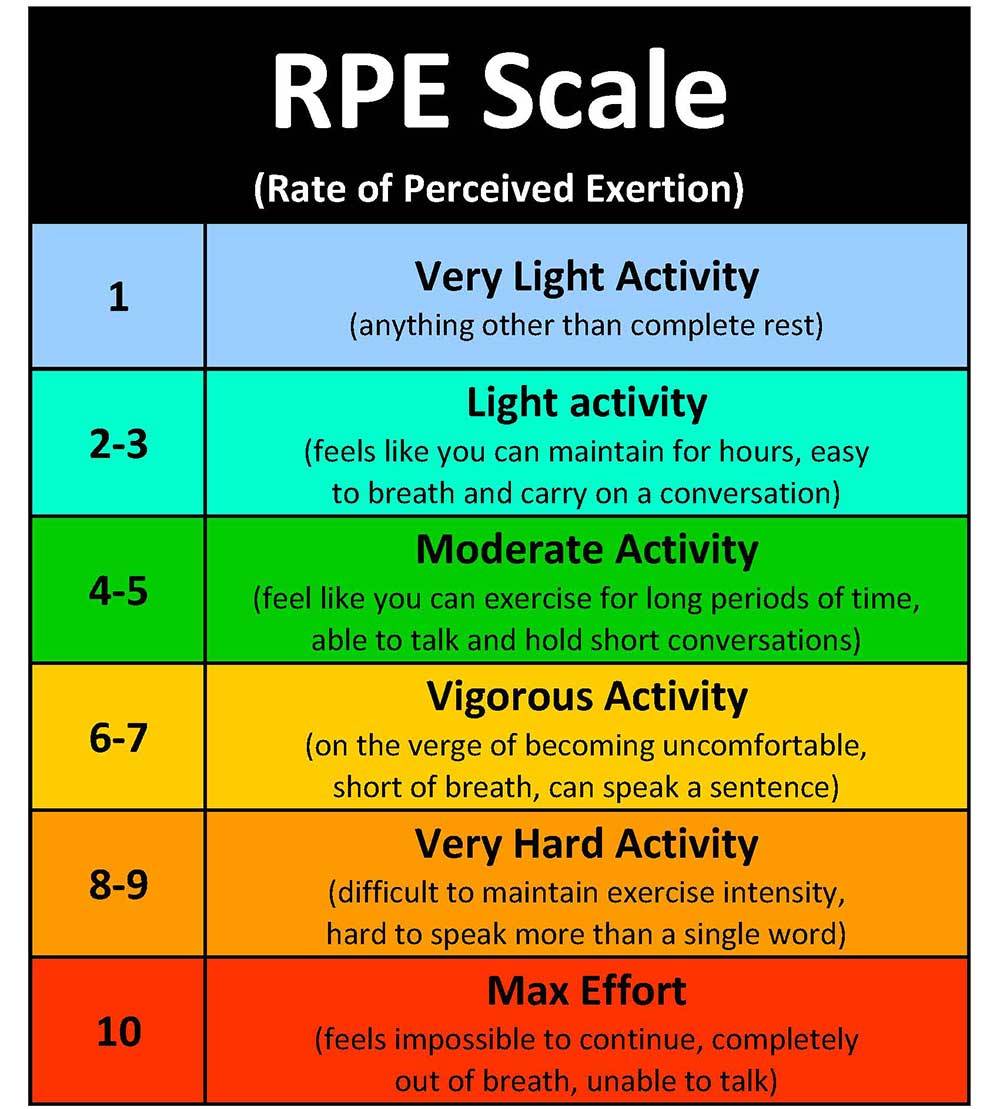 RPE Scale
(Rate of Perceived Exertion)
1
Very Light Activity
(anything other than complete rest)
2-3
Light activity
(feels like you can maintain for hours, easy
to breath and carry on a conversation)
4-5
Moderate Activity
(feel like you can exercise for long periods of time,
able to talk and hold short conversations)
6-7
Vigorous Activity
(on the verge of becoming uncomfortable,
short of breath, can speak a sentence)
8-9
Very Hard Activity
(difficult to maintain exercise intensity,
hard to speak more than a single word)
10
Max Effort
(feels impossible to continue, completely
out of breath, unable to talk)